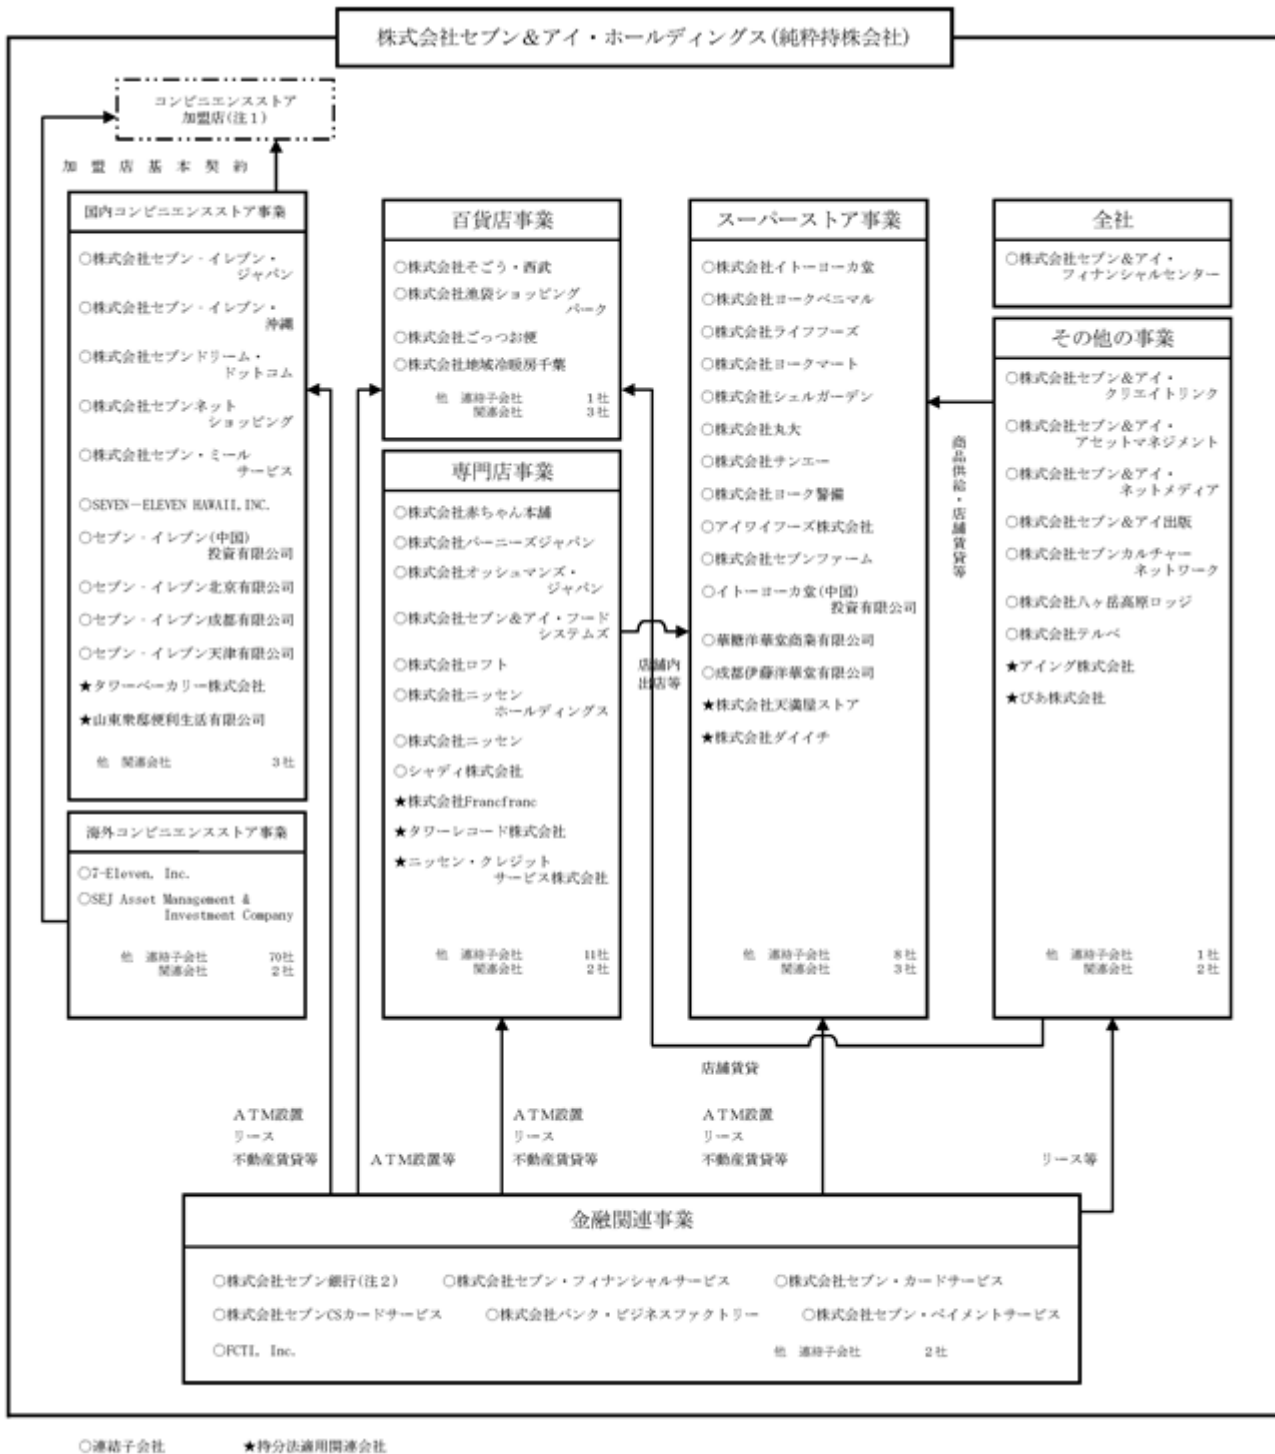 株式会社セブン＆アイ・ホールディングス(純粋持株会社)
コンビニエンスストア
加盟店(注１)
加盟店基本契約
国内コンビニエンスストア事業
○株式会社セブン‐イレブン・
ジャパン
○株式会社セブン‐イレブン・
沖縄
○株式会社セブンドリーム・
ドットコム
○株式会社セブンネット
ショッピング
○株式会社セブン・ミール
サービス
○SEVEN－ELEVEN HAWAII,INC.
○セブン‐イレブン(中国)
投資有限公司
○セブン‐イレブン北京有限公司
○セブン‐イレブン成都有限公司
○セブン‐イレブン天津有限公司
★タワーベーカリー株式会社
★山東衆邸便利生活有限公司
他 関連会社 ３社
海外コンビニエンスストア事業
○7-Eleven, Inc.
○SEJ Asset Management &
Investment Company
他 連結子会社 70社
関連会社 ２社
百貨店事業
○株式会社そごう・西武
○株式会社池袋ショッピング
パーク
○株式会社ごっつお便
○株式会社地域冷暖房千葉
他 連結子会社 １社
関連会社 ３社
専門店事業
○株式会社赤ちゃん本舗
○株式会社バーニーズジャパン
○株式会社オッシュマンズ・
ジャパン
○株式会社セブン＆アイ・フード
システムズ
○株式会社ロフト
○株式会社ニッセン
ホールディングス
○株式会社ニッセン
○シャディ株式会社
★株式会社Francfranc
★タワーレコード株式会社
★ニッセン・クレジット
サービス株式会社
他 連結子会社 11社
関連会社 ２社
店舗内
出店等
スーパーストア事業
○株式会社イトーヨーカ堂
○株式会社ヨークベニマル
○株式会社ライフフーズ
○株式会社ヨークマート
○株式会社シェルガーデン
○株式会社丸大
○株式会社サンエー
○株式会社ヨーク警備
○アイワイフーズ株式会社
○株式会社セブンファーム
○イトーヨーカ堂(中国)
投資有限公司
○華糖洋華堂商業有限公司
○成都伊藤洋華堂有限公司
★株式会社天満屋ストア
★株式会社ダイイチ
他 連結子会社 ８社
関連会社 ３社
商品供給・店舗賃貸等
全社
○株式会社セブン＆アイ・
フィナンシャルセンター
その他の事業
○株式会社セブン＆アイ・
クリエイトリンク
○株式会社セブン＆アイ・
アセットマネジメント
○株式会社セブン＆アイ・
ネットメディア
○株式会社セブン＆アイ出版
○株式会社セブンカルチャー
ネットワーク
○株式会社八ヶ岳高原ロッジ
○株式会社テルベ
★アイング株式会社
★ぴあ株式会社
他 連結子会社 １社
関連会社 ２社
店舗賃貸
ＡＴＭ設置
リース
不動産賃貸等
ＡＴＭ設置等
ＡＴＭ設置
リース
不動産賃貸等
ＡＴＭ設置
リース
不動産賃貸等
リース等
金融関連事業
○株式会社セブン銀行(注２) ○株式会社セブン・フィナンシャルサービス ○株式会社セブン・カードサービス
○株式会社セブンCSカードサービス ○株式会社バンク・ビジネスファクトリー ○株式会社セブン・ペイメントサービス
○FCTI, Inc. 他 連結子会社 ２社
○連結子会社 ★持分法適用関連会社